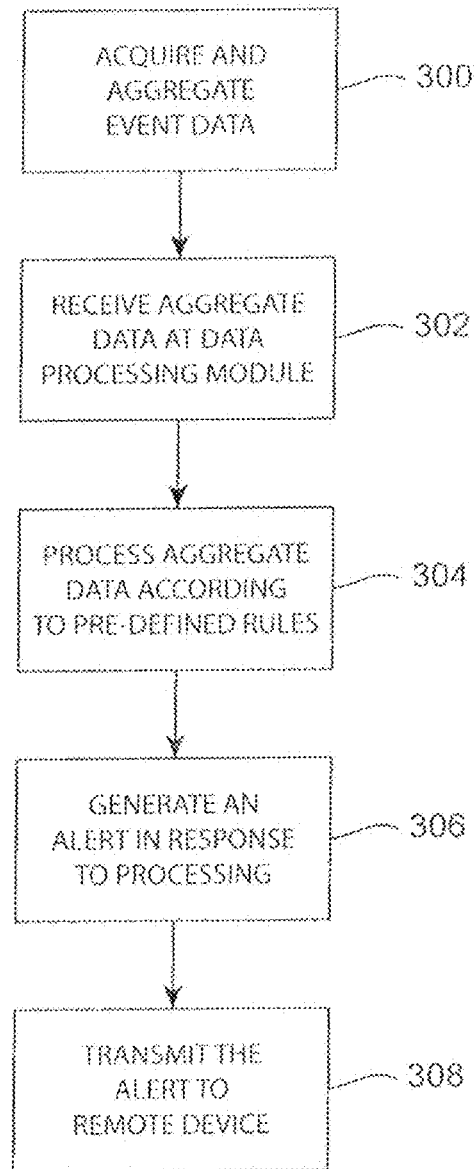 ACQUIRE AND
AGGREGATE
EVENT DATA
300
RECEIVE AGGREGATE
DATA AT DATA
PROCESSING MODULE
302
PROCESS AGGREGATE
DATA ACCORDING
TO PRE-DEFINED RULES
304
GENERATE AN
ALERT IN RESPONSE
TO PROCESSING
306
TRANSMIT THE
ALERT TO
REMOTE DEVICE
308